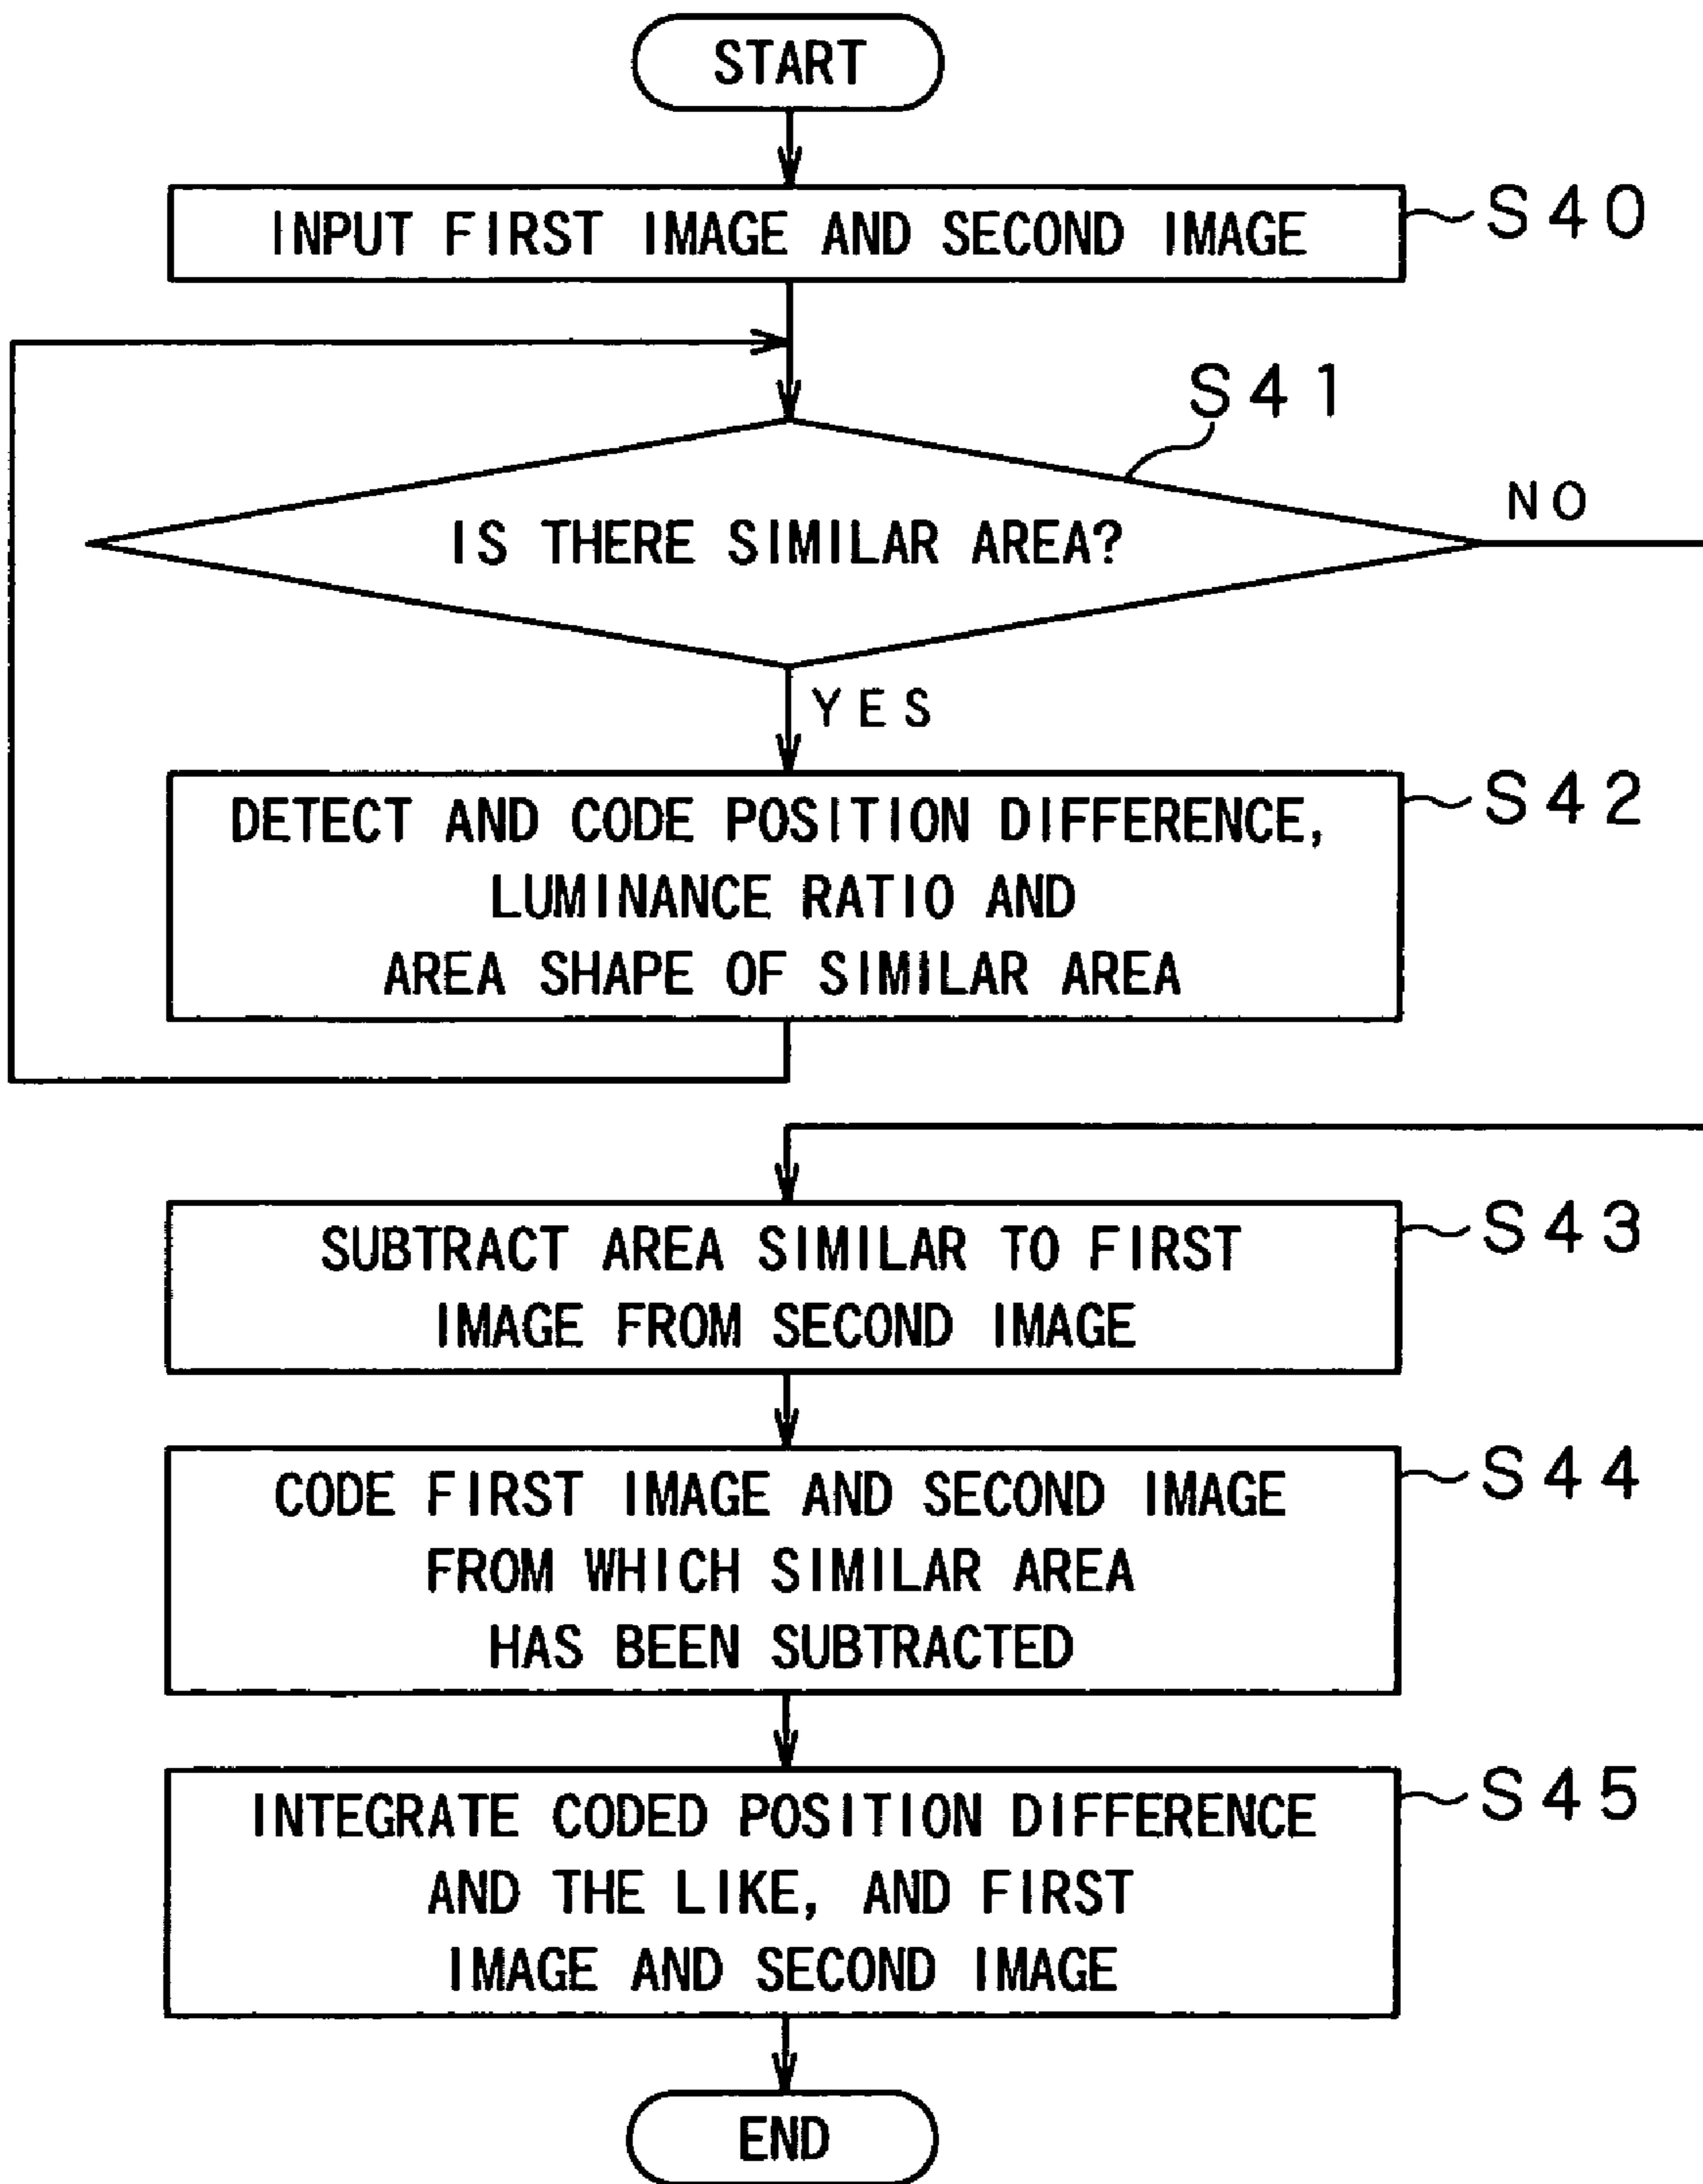 START
INPUT FIRST IMAGE AND SECOND IMAGE
S40
S41
IS THERE SIMILAR AREA?
NO
YES
DETECT AND CODE POSITION DIFFERENCE,
LUMINANCE RATIO AND
AREA SHAPE OF SIMILAR AREA
S42
SUBTRACT AREA SIMILAR TO FIRST
IMAGE FROM SECOND IMAGE
S43
CODE FIRST IMAGE AND SECOND IMAGE
FROM WHICH SIMILAR AREA
HAS BEEN SUBTRACTED
S44
INTEGRATE CODED POSITION DIFFERENCE
AND THE LIKE, AND FIRST
IMAGE AND SECOND IMAGE
S45
END